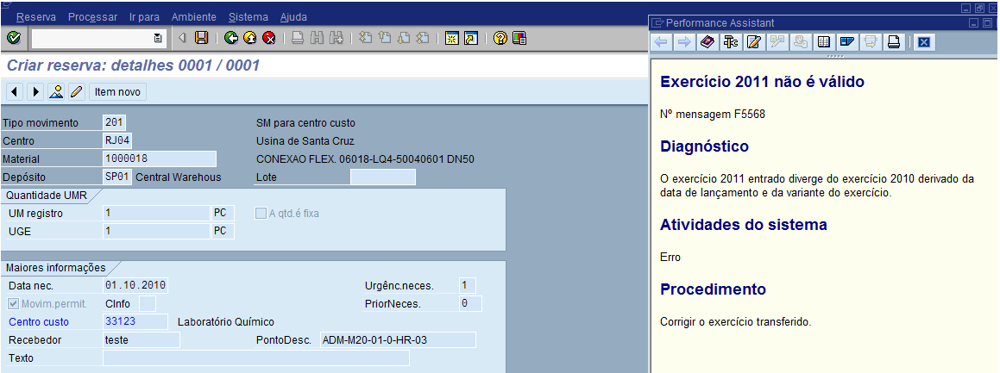 Reserva Processar Ir para Ambiente Sistema Ajuda
Criar reserva: detalhes 0001 / 0001
Item novo
Tipo movimento 201 SM para centro custo
Centro RJ04 Usina de Santa Cruz
Material 1000018 CONEXAO FLEX. 06018-LQ4-50040601 DN50
Depósito SP01 Central Warehous Lote
Quantidade UMR
UM registro 1 PC A qtd.é fixa
UGE 1 PC
Maiores informações
Data nec. 01.10.2010 Urgênc.neces. 1
Movim.permit. CInfo PriorNeces. 0
Centro custo 33123 Laboratório Químico
Recebedor teste PontoDesc. ADM-M20-01-0-HR-03
Texto
Performance Assistant
Exercício 2011 não é válido
Nº mensagem F5568
Diagnóstico
O exercício 2011 entrado diverge do exercício 2010 derivado da
data de lançamento e da variante do exercício.
Atividades do sistema
Erro
Procedimento
Corrigir o exercício transferido.